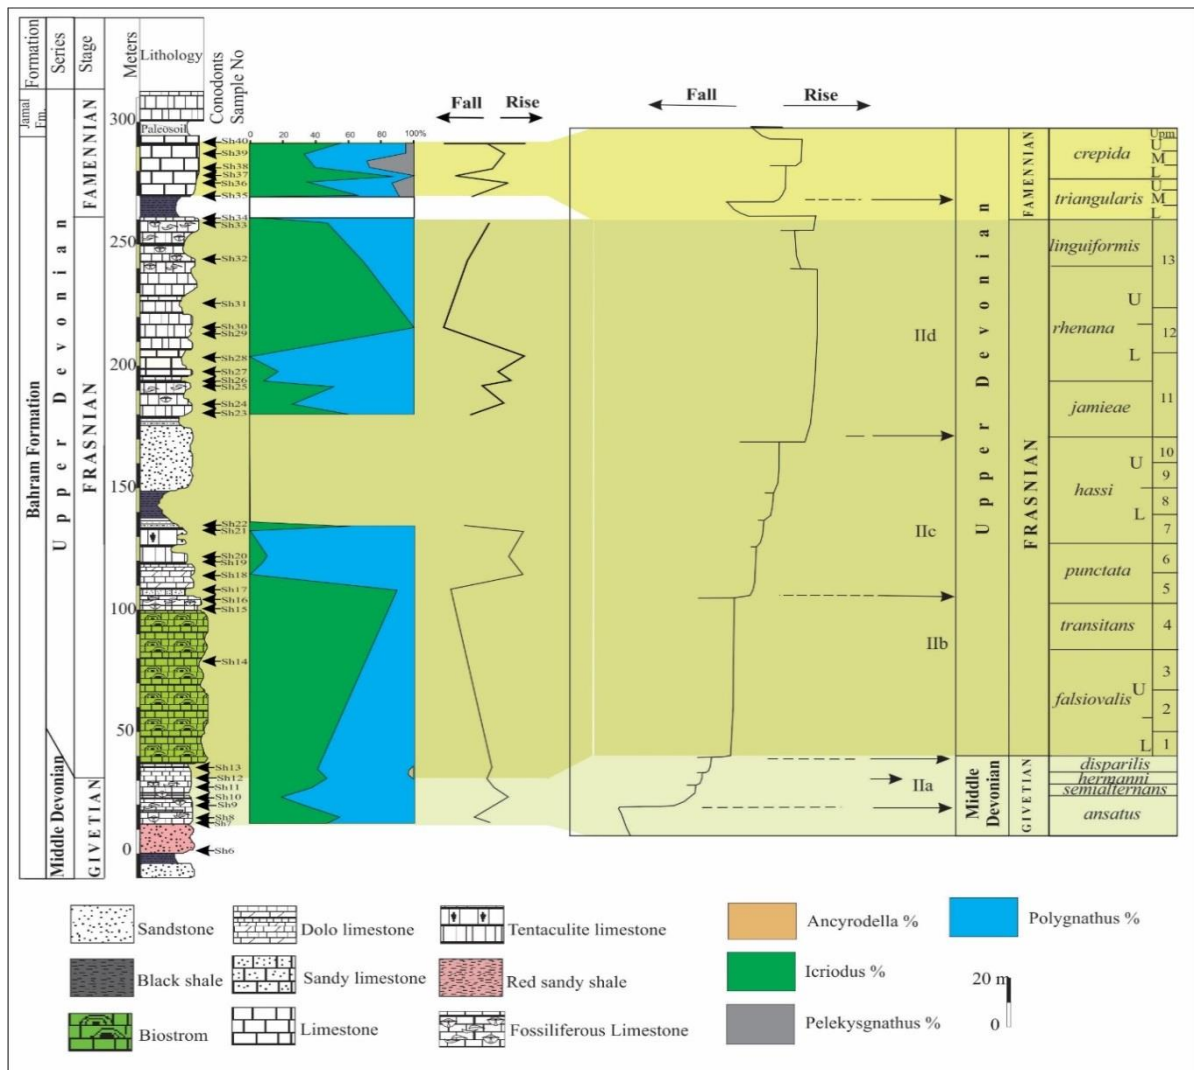 Formation
Series
Stage
Meters
Lithology
Conodonts
Sample No
Jamal
Fm.
Bahram Formation
Upper Devonian
Middle Devonian
FAMENNIAN
FRASNIAN
GIVETIAN
300
250
200
150
100
50
0
Paleosoil
Sh40
Sh39
Sh38
Sh37
Sh36
Sh35
Sh34
Sh33
Sh32
Sh31
Sh30
Sh29
Sh28
Sh27
Sh26
Sh25
Sh24
Sh23
Sh22
Sh21
Sh20
Sh19
Sh18
Sh17
Sh16
Sh15
Sh14
Sh13
Sh12
Sh11
Sh10
Sh9
Sh8
Sh7
Sh6
0 20 40 60 80 100%
Fall Rise
Fall Rise
IId
IIc
IIb
IIa
Upper Devonian
Middle
Devonian
FAMENNIAN
FRASNIAN
GIVETIAN
Upm
crepida U
M
L
triangularis U
M
L
linguiformis
13
U
rhenana
12
L
jamieae 11
10
U
9
hassi
8
L
7
6
punctata
5
transitans 4
3
falsiovalis U
2
L 1
disparilis
hermanni
semialternans
ansatus
Sandstone
Black shale
Biostrom
Dolo limestone
Sandy limestone
Limestone
Tentaculite limestone
Red sandy shale
Fossiliferous Limestone
Ancyrodella %
Icriodus %
Pelekysgnathus %
Polygnathus %
20 m
0